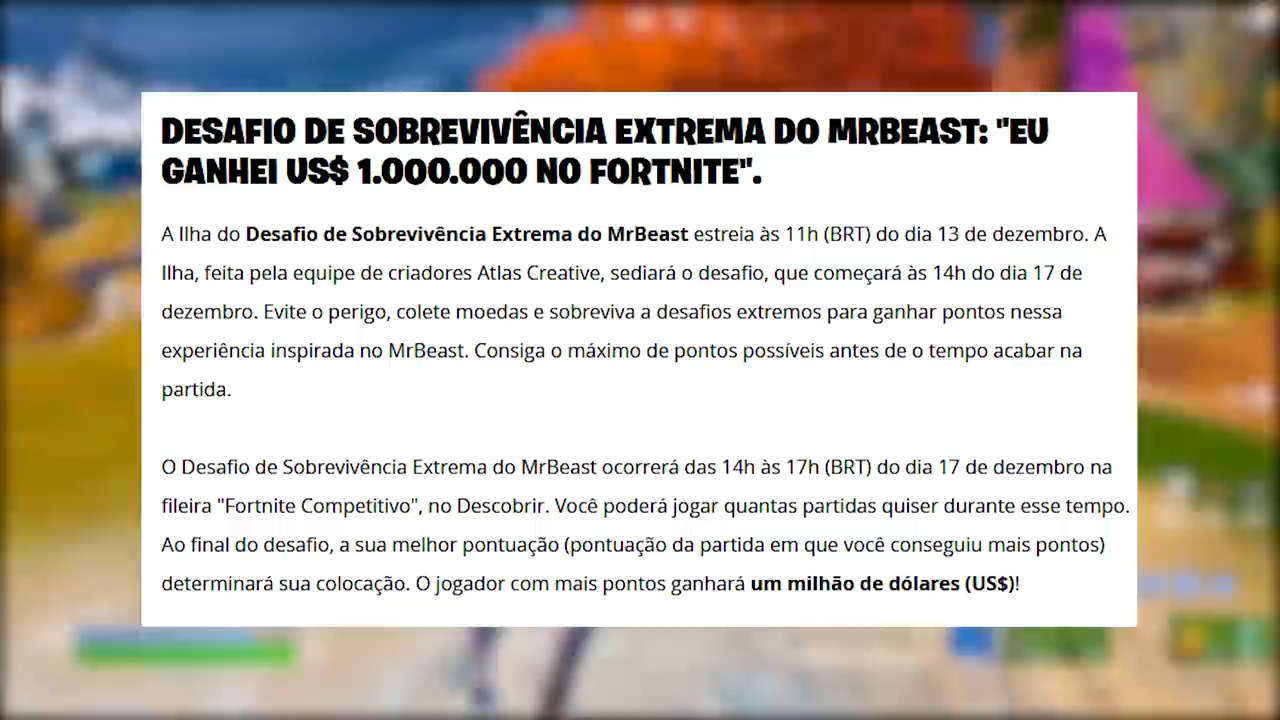 DESAFIO DE SOBREVIVÊNCIA EXTREMA DO MRBEAST: "EU
GANHEI US$ 1.000.000 NO FORTNITE".
A Ilha do Desafio de Sobrevivência Extrema do MrBeast estreia às 11h (BRT) do dia 13 de dezembro. A
Ilha, feita pela equipe de criadores Atlas Creative, sediará o desafio, que começará às 14h do dia 17 de
dezembro. Evite o perigo, colete moedas e sobreviva a desafios extremos para ganhar pontos nessa
experiência inspirada no MrBeast. Consiga o máximo de pontos possíveis antes de o tempo acabar na
partida.
O Desafio de Sobrevivência Extrema do MrBeast ocorrerá das 14h às 17h (BRT) do dia 17 de dezembro na
fileira "Fortnite Competitivo", no Descobrir. Você poderá jogar quantas partidas quiser durante esse tempo.
Ao final do desafio, a sua melhor pontuação (pontuação da partida em que você conseguiu mais pontos)
determinará sua colocação. O jogador com mais pontos ganhará um milhão de dólares (US$)!